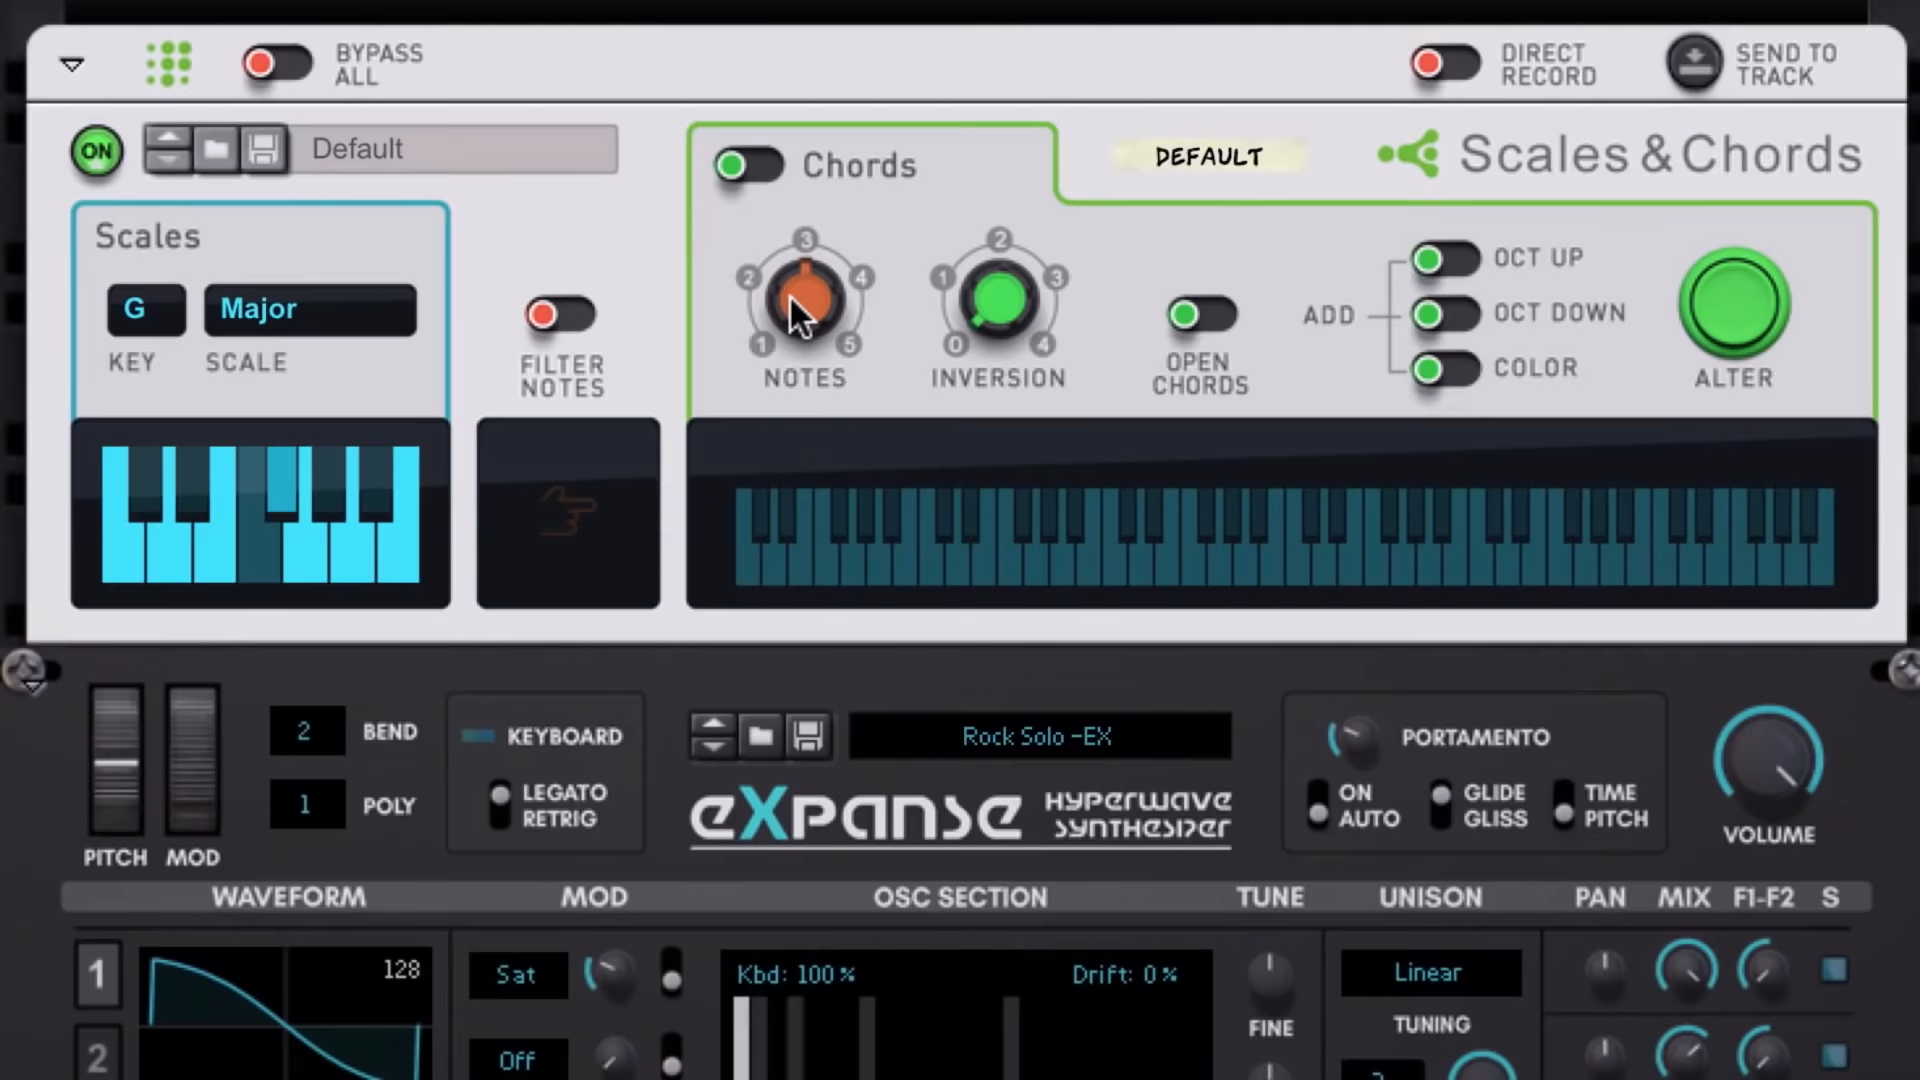 BYPASS
ALL
DIRECT
RECORD
SEND TO
TRACK
ON
Default
Chords
DEFAULT
Scales & Chords
Scales
G
Major
KEY
SCALE
FILTER
NOTES
1
2
3
4
5
NOTES
0
1
2
3
4
INVERSION
OPEN
CHORDS
ADD
OCT UP
OCT DOWN
COLOR
ALTER
PITCH
MOD
2
BEND
1
POLY
KEYBOARD
LEGATO
RETRIG
Rock Solo -EX
eXpanse
HYPERWAVE
SYNTHESIZER
PORTAMENTO
ON
AUTO
GLIDE
GLISS
TIME
PITCH
VOLUME
WAVEFORM
MOD
OSC SECTION
TUNE
UNISON
PAN
MIX
F1-F2
S
1
128
Sat
Kbd: 100 %
Drift: 0 %
FINE
Linear
TUNING
2
Off